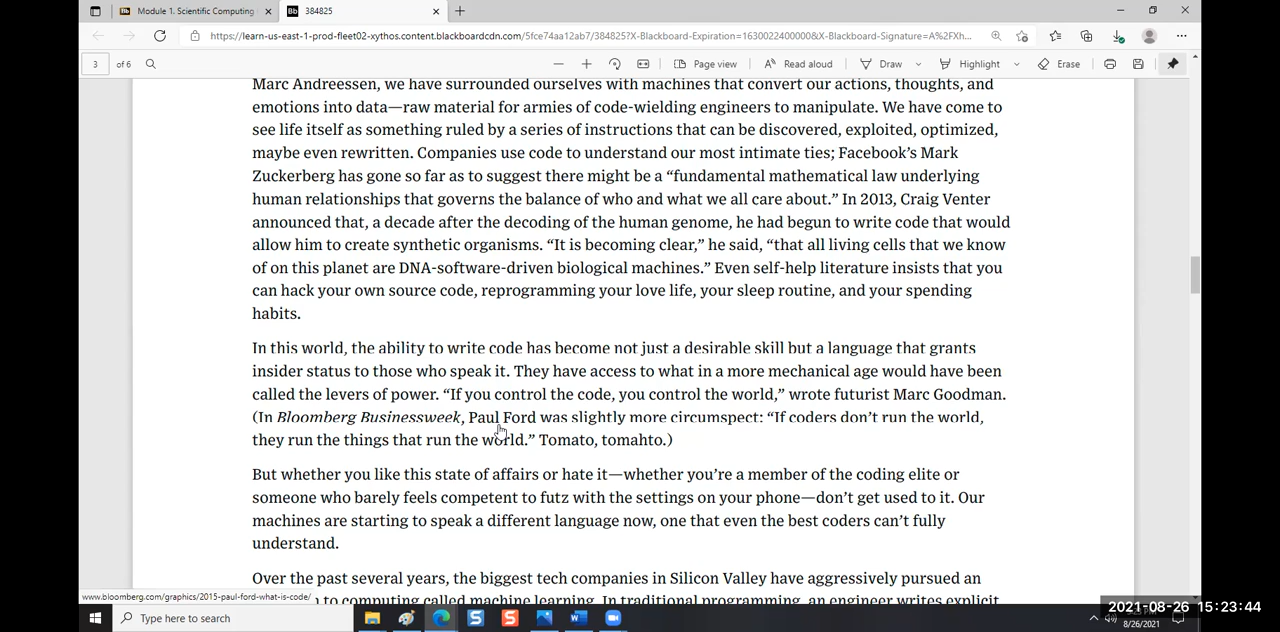 Module 1. Scientific Computing
384825
https://learn-us-east-1-prod-fleet02-xythos.content.blackboardcdn.com/5fce74aa12ab7/384825?X-Blackboard-Expiration=1630022400000&X-Blackboard-Signature=A%2FXh...
3 of 6
Page view
Read aloud
Draw
Highlight
Erase
Marc Andreessen, we have surrounded ourselves with machines that convert our actions, thoughts, and
emotions into data—raw material for armies of code-wielding engineers to manipulate. We have come to
see life itself as something ruled by a series of instructions that can be discovered, exploited, optimized,
maybe even rewritten. Companies use code to understand our most intimate ties; Facebook's Mark
Zuckerberg has gone so far as to suggest there might be a “fundamental mathematical law underlying
human relationships that governs the balance of who and what we all care about.” In 2013, Craig Venter
announced that, a decade after the decoding of the human genome, he had begun to write code that would
allow him to create synthetic organisms. “It is becoming clear,” he said, “that all living cells that we know
of on this planet are DNA-software-driven biological machines.” Even self-help literature insists that you
can hack your own source code, reprogramming your love life, your sleep routine, and your spending
habits.
In this world, the ability to write code has become not just a desirable skill but a language that grants
insider status to those who speak it. They have access to what in a more mechanical age would have been
called the levers of power. “If you control the code, you control the world,” wrote futurist Marc Goodman.
(In Bloomberg Businessweek, Paul Ford was slightly more circumspect: “If coders don’t run the world,
they run the things that run the world.” Tomato, tomahto.)
But whether you like this state of affairs or hate it—whether you’re a member of the coding elite or
someone who barely feels competent to futz with the settings on your phone—don’t get used to it. Our
machines are starting to speak a different language now, one that even the best coders can’t fully
understand.
Over the past several years, the biggest tech companies in Silicon Valley have aggressively pursued an
to computing called machine learning. In traditional programming, an engineer writes explicit
www.bloomberg.com/graphics/2015-paul-ford-what-is-code/
Type here to search
2021-08-26 15:23:44
8/26/2021